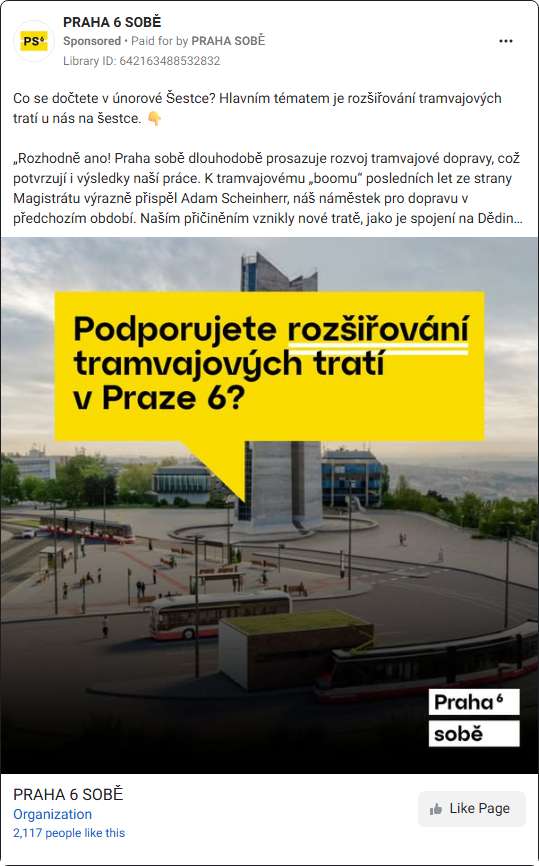 PRAHA 6 SOBĚ
PS⁶
Sponsored • Paid for by PRAHA SOBĚ
Library ID: 642163488532832
Co se dočtete v únorové Šestce? Hlavním tématem je rozšiřování tramvajových
tratí u nás na šestce. 👇
„Rozhodně ano! Praha sobě dlouhodobě prosazuje rozvoj tramvajové dopravy, což
potvrzují i výsledky naší práce. K tramvajovému „boomu“ posledních let ze strany
Magistrátu výrazně přispěl Adam Scheinherr, náš náměstek pro dopravu v
předchozím období. Naším přičiněním vznikly nové tratě, jako je spojení na Dědin…
Podporujete rozšiřování
tramvajových tratí
v Praze 6?
Praha⁶
sobě
PRAHA 6 SOBĚ
Organization
2,117 people like this
Like Page